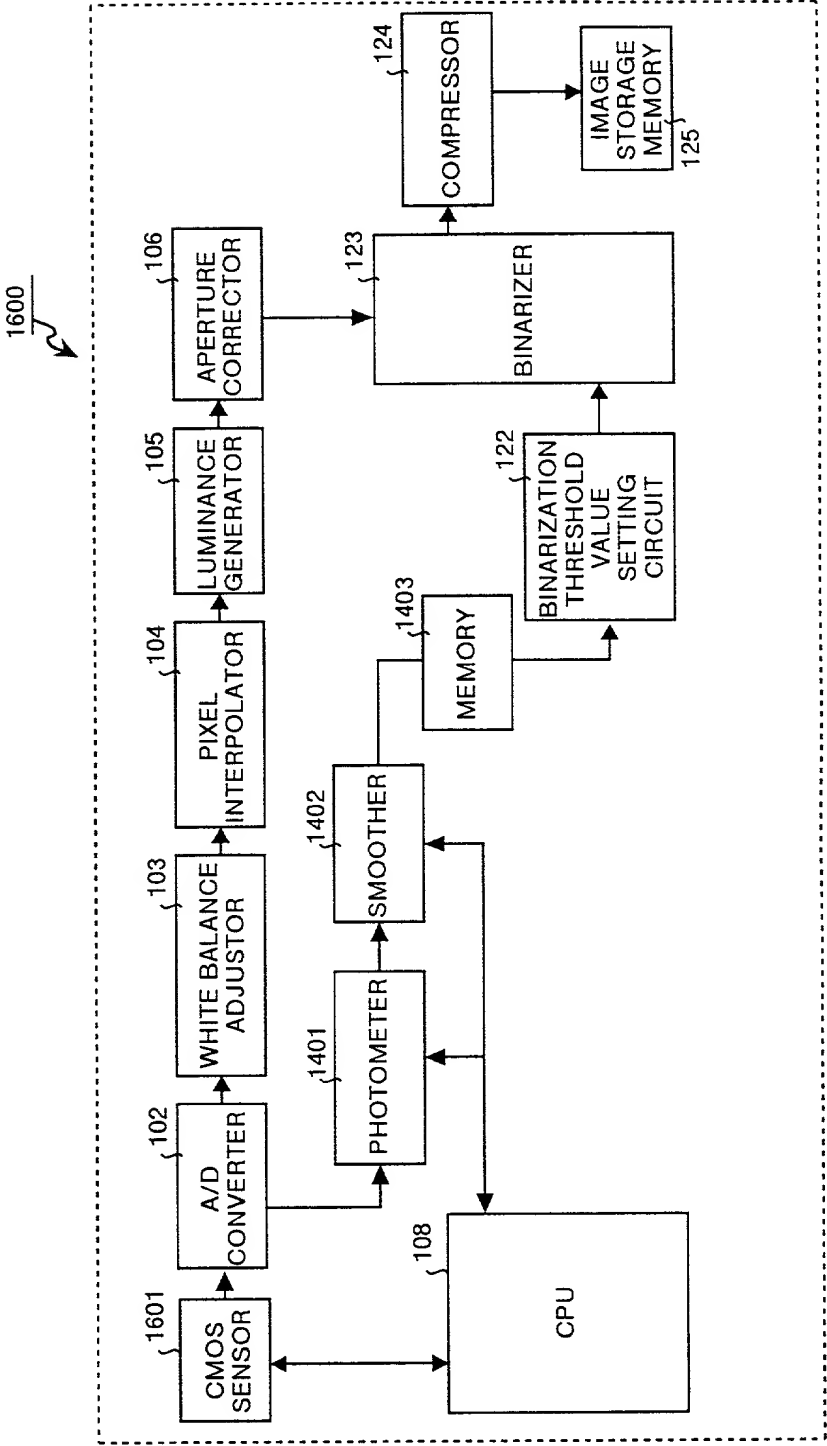 1600
1601
CMOS
SENSOR
102
A/D
CONVERTER
103
WHITE BALANCE
ADJUSTOR
104
PIXEL
INTERPOLATOR
105
LUMINANCE
GENERATOR
106
APERTURE
CORRECTOR
1401
PHOTOMETER
1402
SMOOTHER
1403
MEMORY
108
CPU
122
BINARIZATION
THRESHOLD
VALUE
SETTING
CIRCUIT
123
BINARIZER
124
COMPRESSOR
IMAGE
STORAGE
MEMORY
125